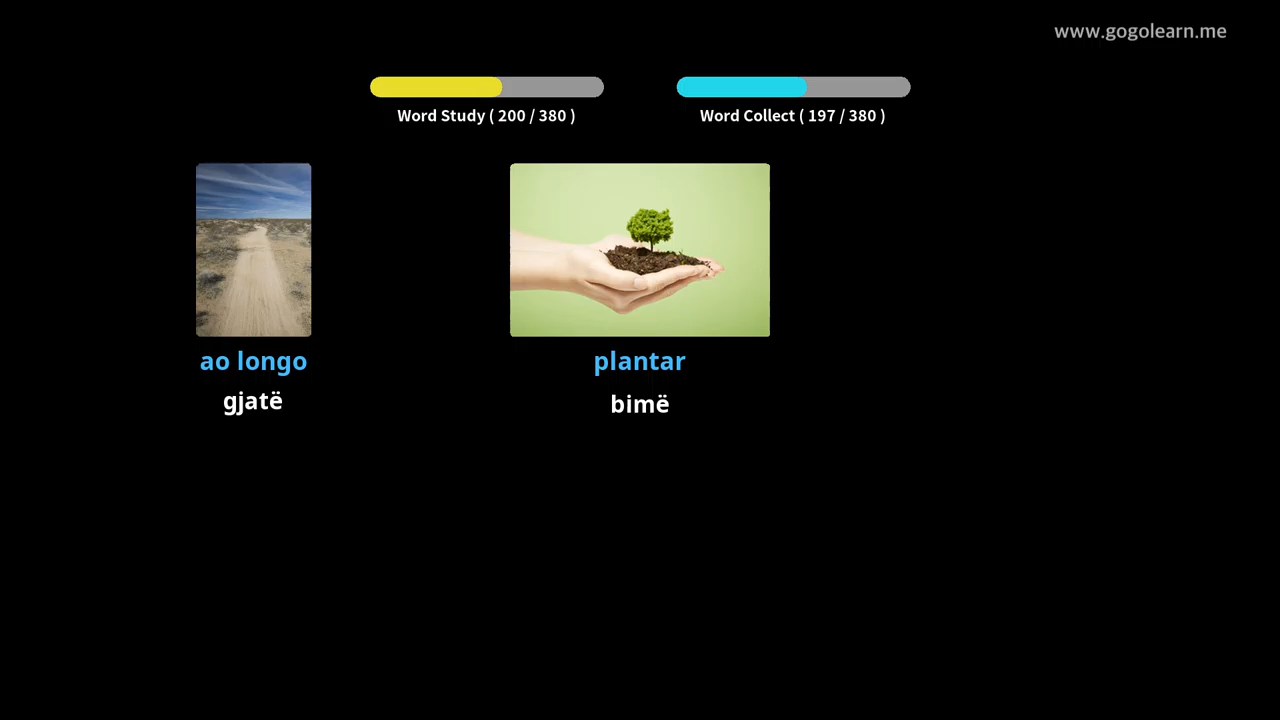 www.gogolearn.me
Word Study ( 200 / 380 )
Word Collect ( 197 / 380 )
ao longo
gjatë
plantar
bimë